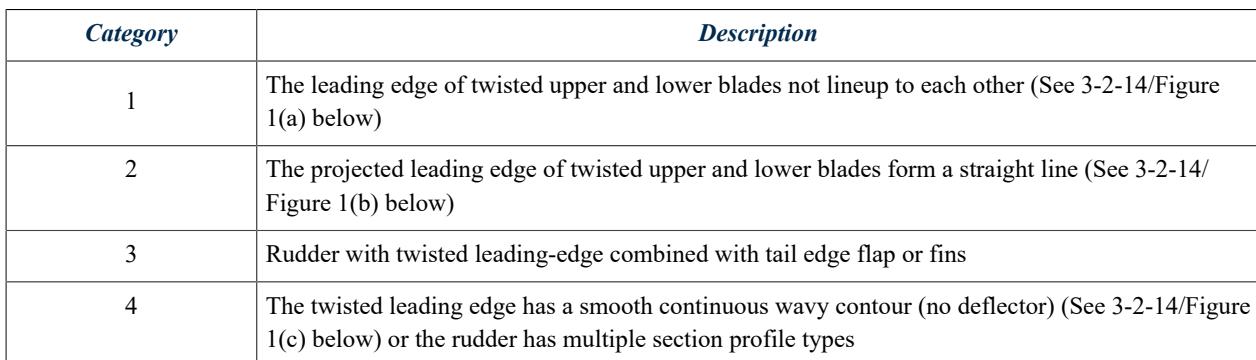 Category Description
1 The leading edge of twisted upper and lower blades not lineup to each other (See 3-2-14/Figure
1(a) below)
2 The projected leading edge of twisted upper and lower blades form a straight line (See 3-2-14/
Figure 1(b) below)
3 Rudder with twisted leading-edge combined with tail edge flap or fins
4 The twisted leading edge has a smooth continuous wavy contour (no deflector) (See 3-2-14/Figure
1(c) below) or the rudder has multiple section profile types